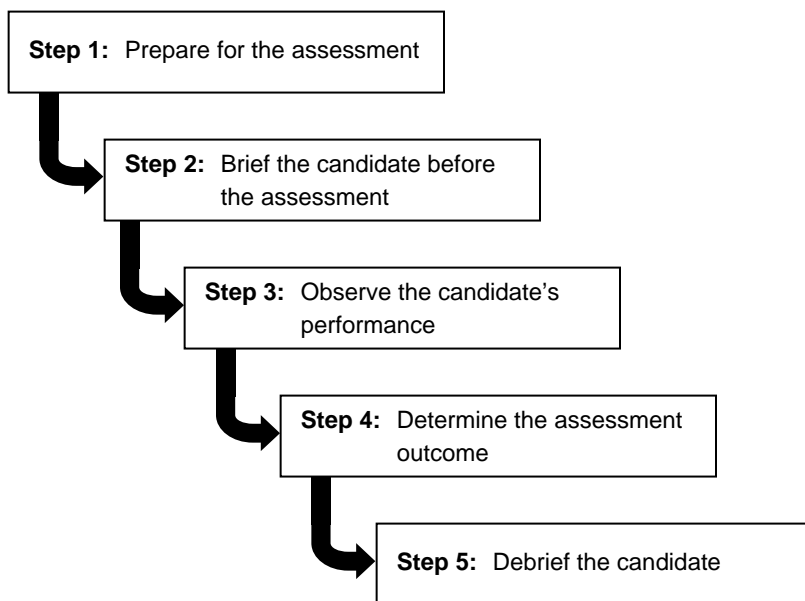 Step 1: Prepare for the assessment
Step 2: Brief the candidate before
the assessment
Step 3: Observe the candidate’s
performance
Step 4: Determine the assessment
outcome
Step 5: Debrief the candidate